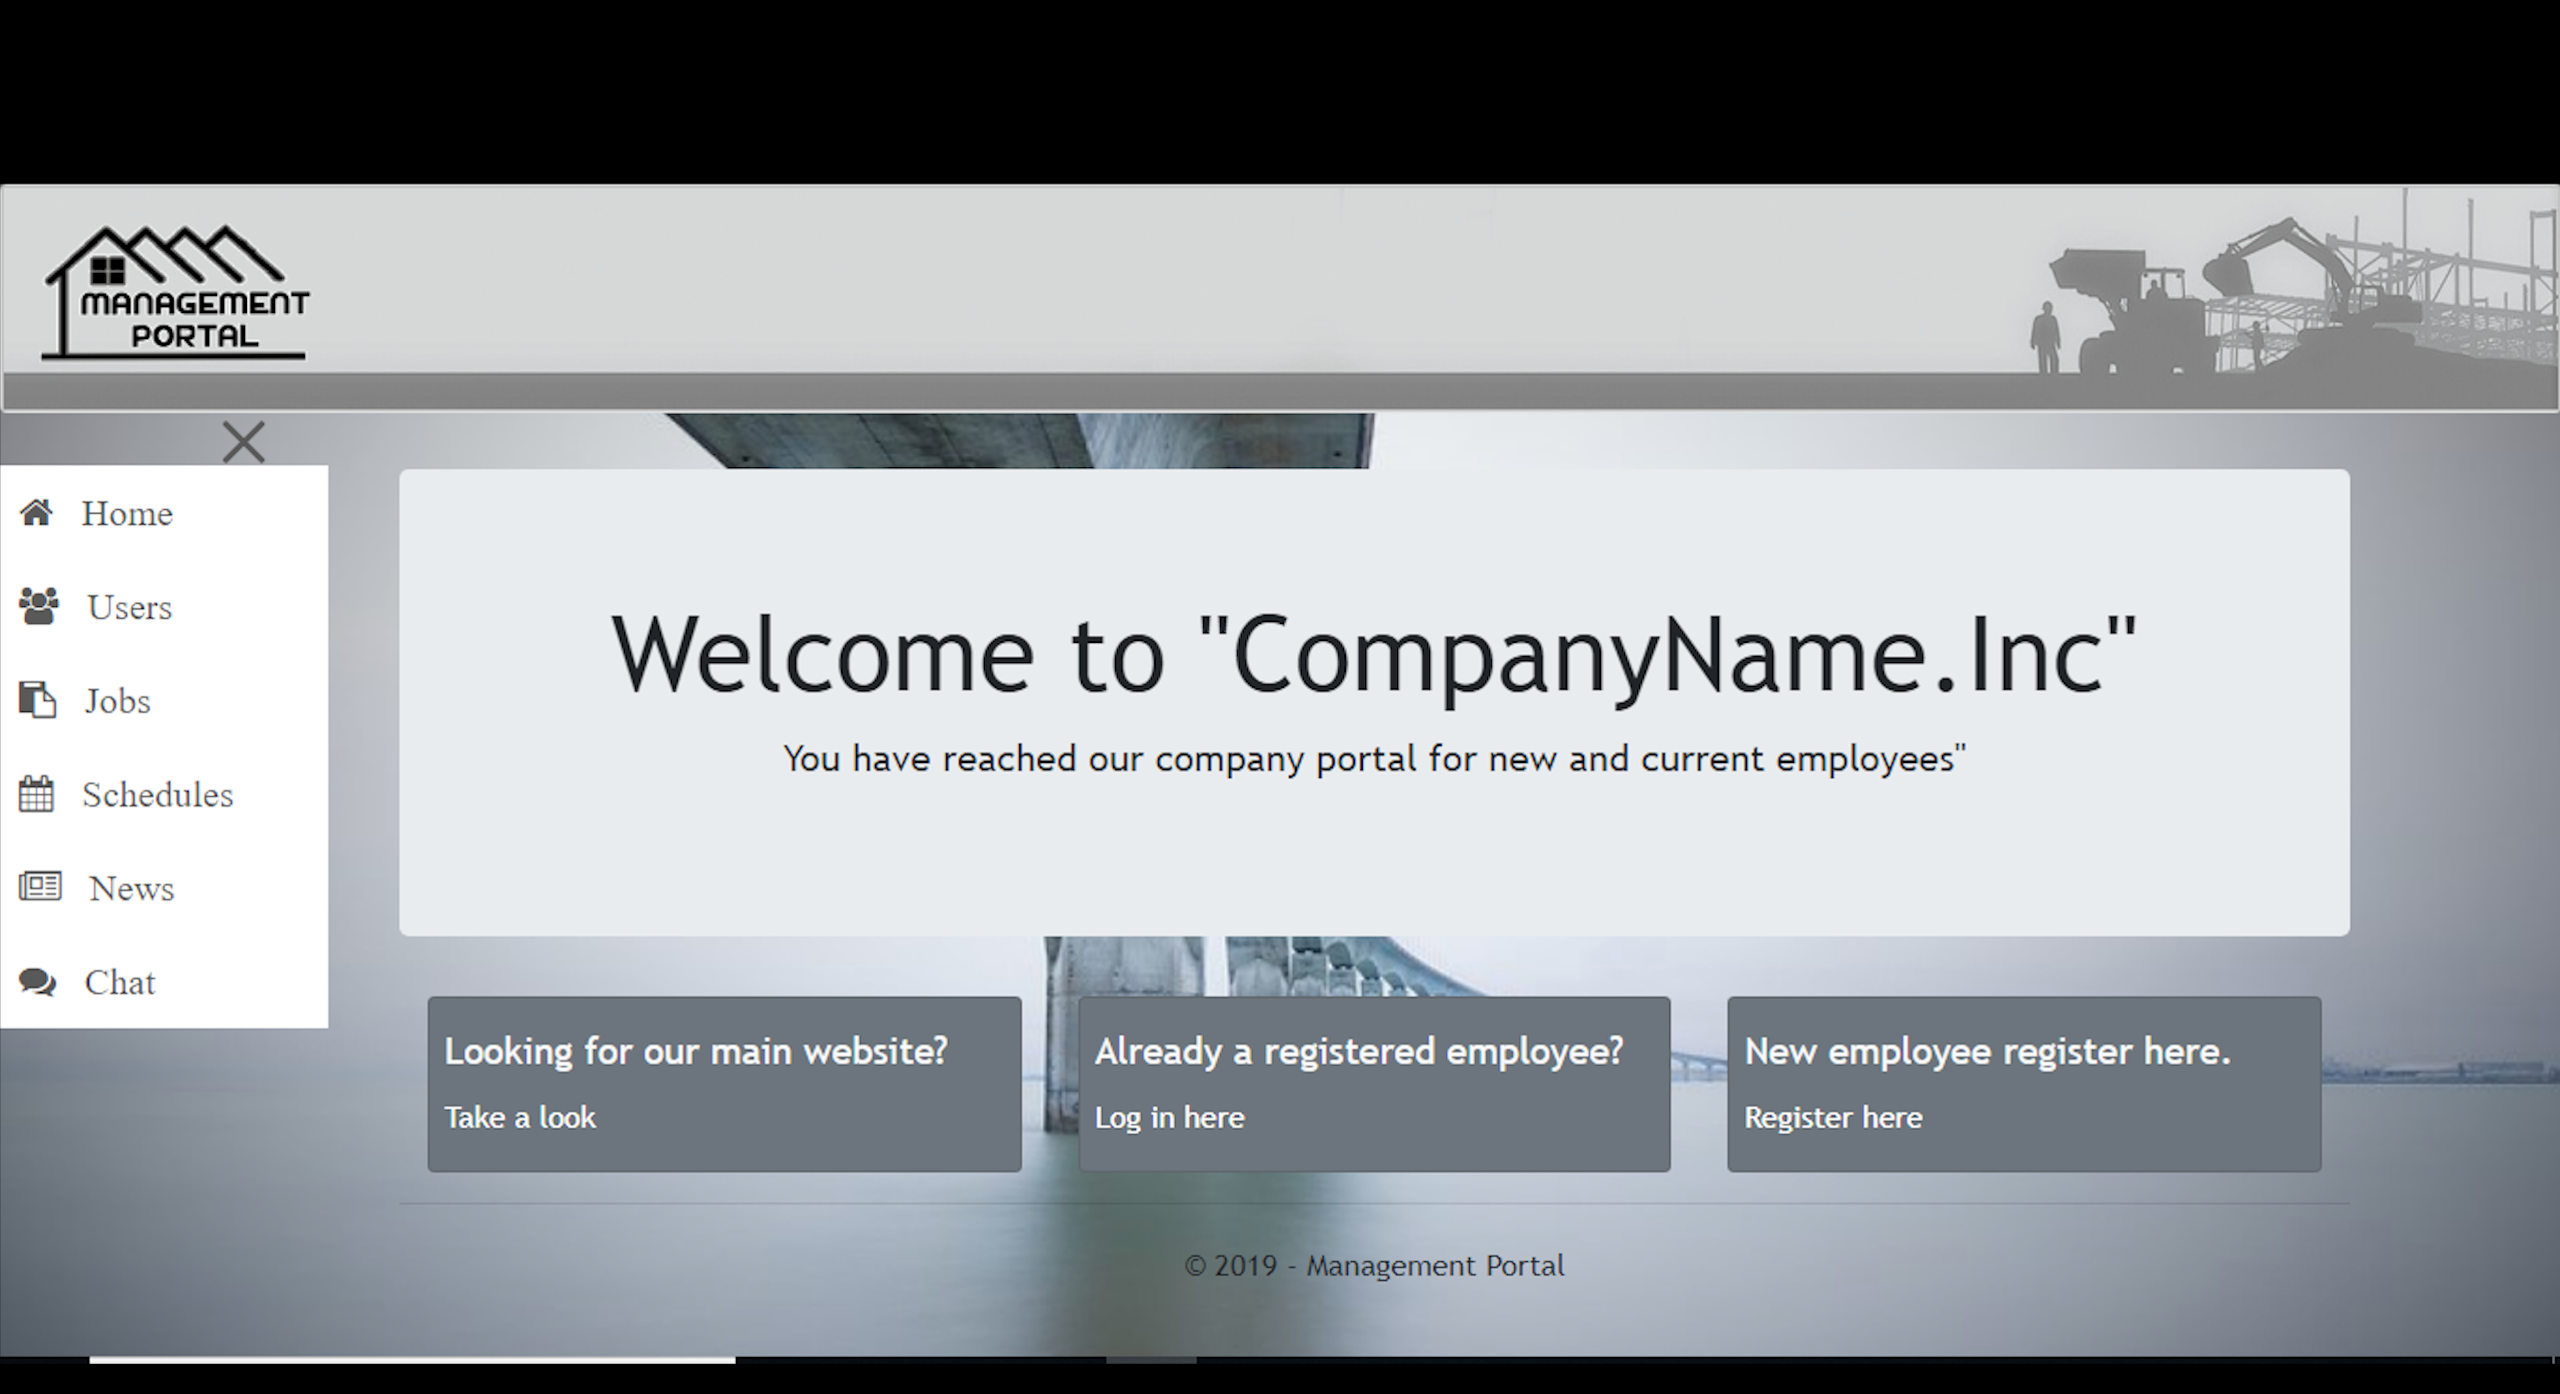 MANAGEMENT
PORTAL
Home
Users
Jobs
Schedules
News
Chat
Welcome to "CompanyName.Inc"
You have reached our company portal for new and current employees"
Looking for our main website?
Take a look
Already a registered employee?
Log in here
New employee register here.
Register here
© 2019 - Management Portal